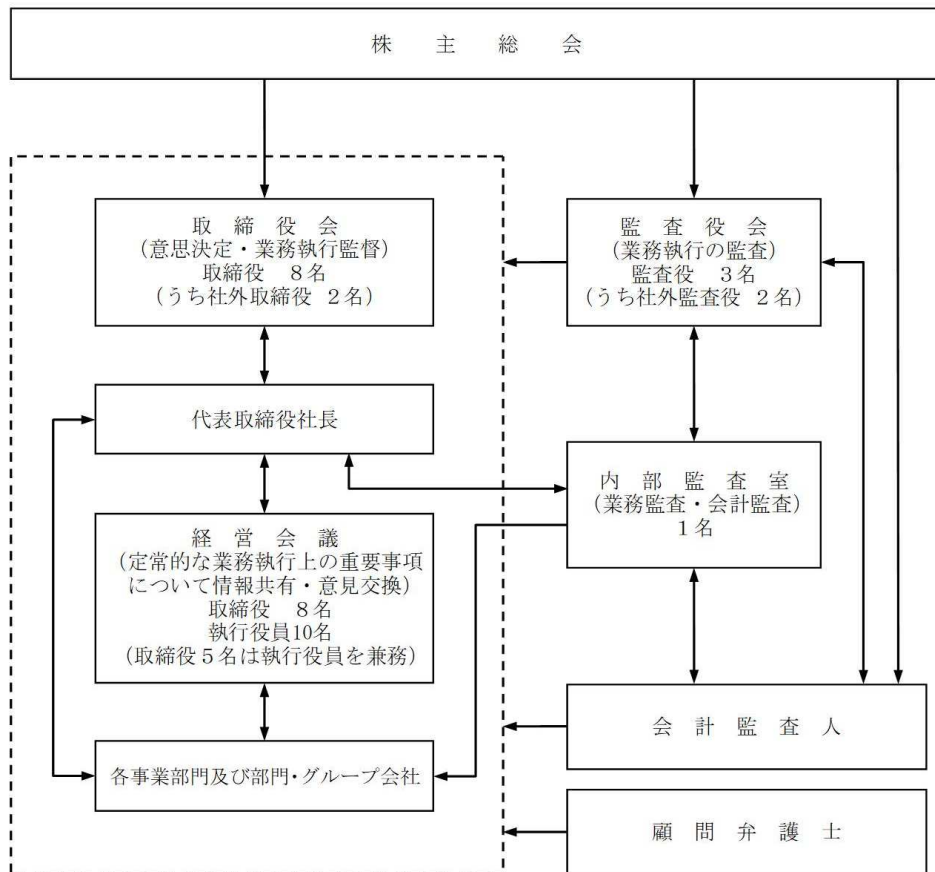 株主総会
取締役会
(意思決定・業務執行監督)
取締役 8名
(うち社外取締役 2名)
監査役会
(業務執行の監査)
監査役 3名
(うち社外監査役 2名)
代表取締役社長
内部監査室
(業務監査・会計監査)
1名
経営会議
(定常的な業務執行上の重要事項
について情報共有・意見交換)
取締役 8名
執行役員10名
(取締役5名は執行役員を兼務)
会計監査人
各事業部門及び部門・グループ会社
顧問弁護士